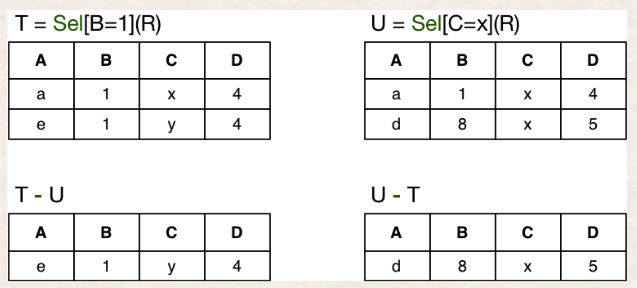 T = Sel[B=1](R)
A B C D
a 1 x 4
e 1 y 4
U = Sel[C=x](R)
A B C D
a 1 x 4
d 8 x 5
T - U
A B C D
e 1 y 4
U - T
A B C D
d 8 x 5